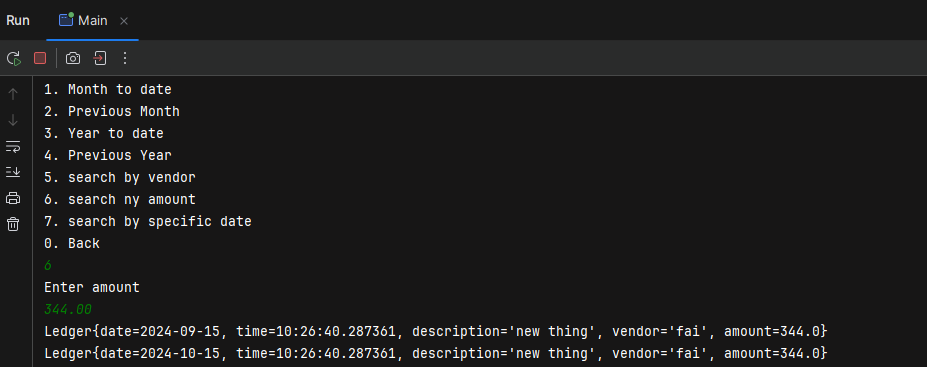 Run Main
1. Month to date
2. Previous Month
3. Year to date
4. Previous Year
5. search by vendor
6. search ny amount
7. search by specific date
0. Back
6
Enter amount
344.00
Ledger{date=2024-09-15, time=10:26:40.287361, description='new thing', vendor='fai', amount=344.0}
Ledger{date=2024-10-15, time=10:26:40.287361, description='new thing', vendor='fai', amount=344.0}